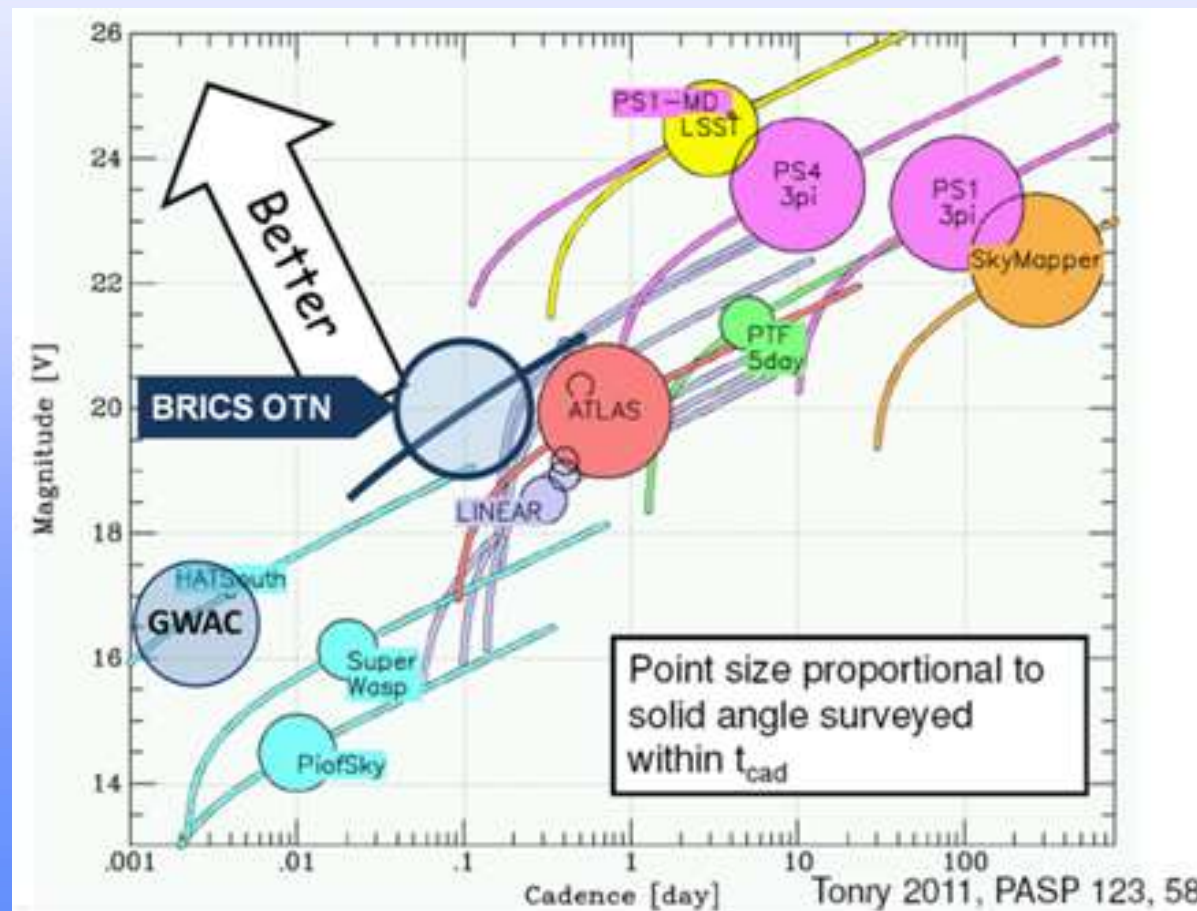 26
24
22
20
18
16
14
Magnitude [V]
Better
BRICS OTN
PS1-MD
LSST
PS4
3pi
PS1
3pi
SkyMapper
PTF
5day
ATLAS
LINEAR
HATSouth
GWAC
Super
Wasp
PiofSky
Point size proportional to
solid angle surveyed
within tcad
.001
.01
0.1
1
10
100
Cadence [day]
Tonry 2011, PASP 123, 58